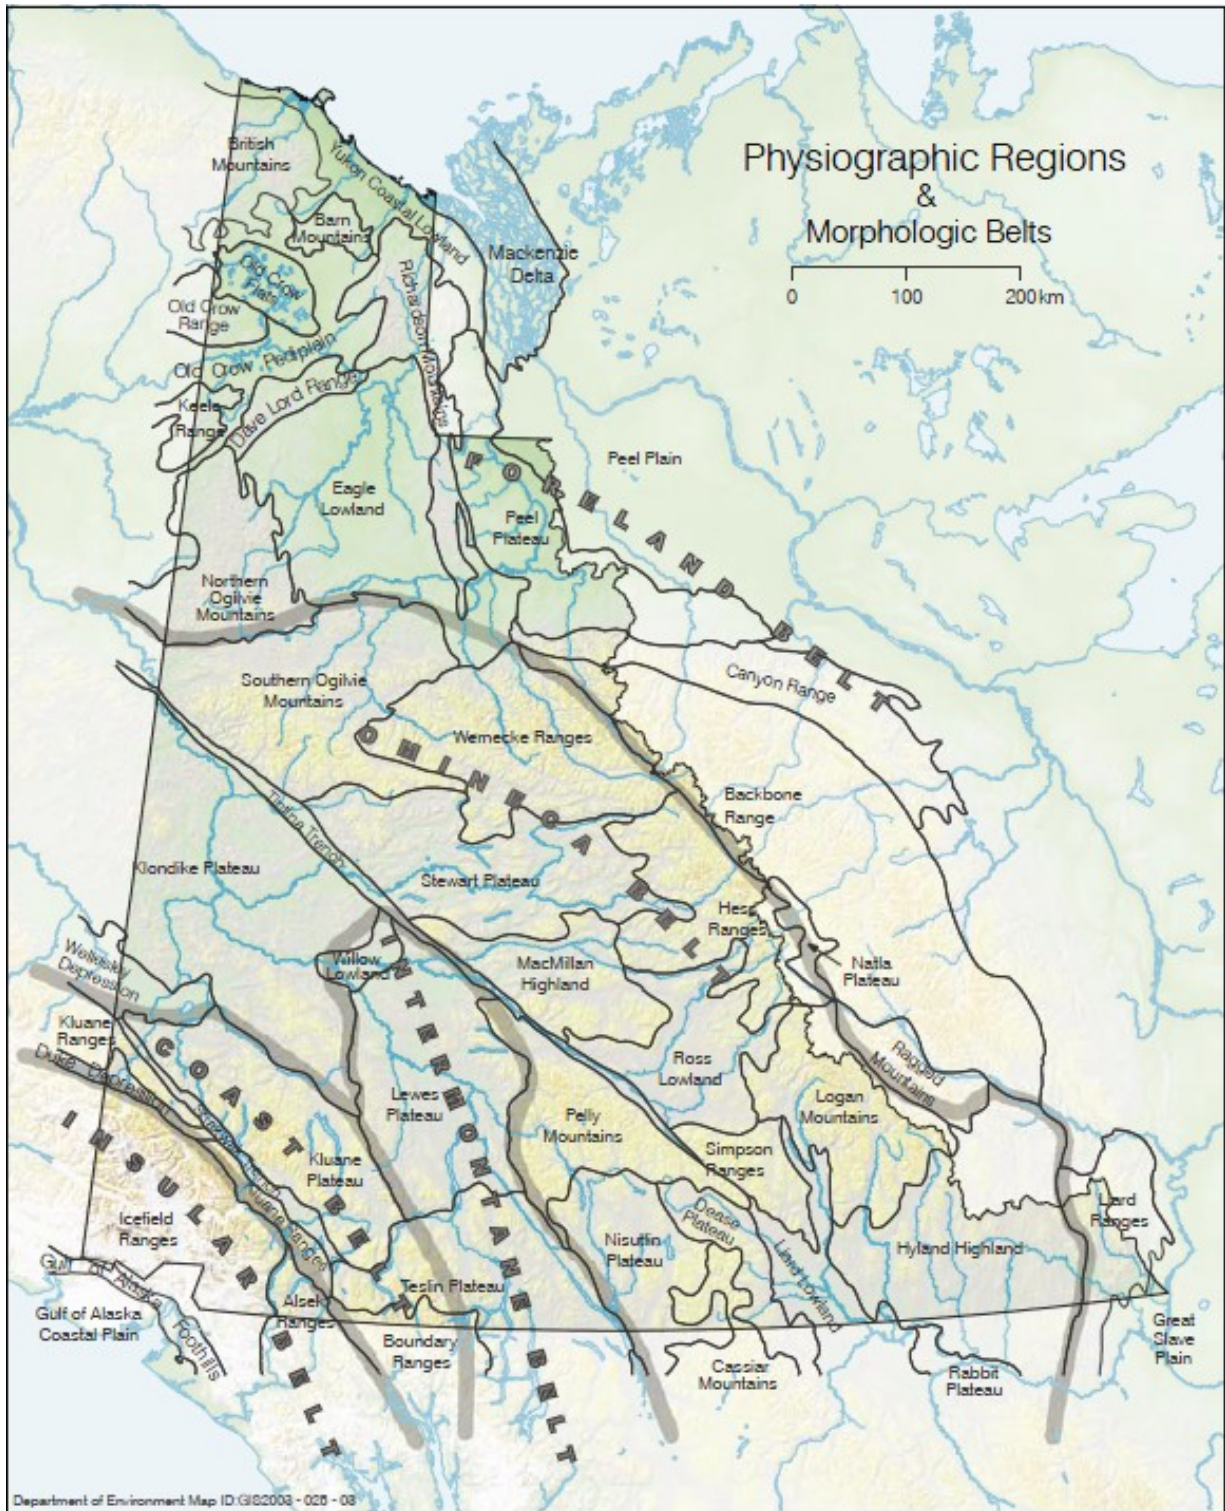 Physiographic Regions
&
Morphologic Belts
0 100 200 km
British
Mountains
Yukon Coastal Lowland
Barn
Mountains
Mackenzie
Delta
Old Crow
Flats
Richardson Mountains
Old Crow
Range
Old Crow Pediplain
Dave Lord Range
Keele
Range
FORELAND BELT
Peel Plain
Eagle
Lowland
Peel
Plateau
Northern
Ogilvie
Mountains
Canyon Range
Southern Ogilvie
Mountains
Wernecke Ranges
OMINECA BELT
Backbone
Range
Tintina Trench
Klondike Plateau
Stewart Plateau
Hess
Ranges
Wellesley
Depression
Willow
Lowland
INTERMONTANE BELT
MacMillan
Highland
Natla
Plateau
Kluane
Ranges
Duke Depression
COAST BELT
Ross
Lowland
Ragged
Mountains
Lewes
Plateau
Logan
Mountains
Pelly
Mountains
INSULAR BELT
Kluane
Plateau
Simpson
Ranges
Kluane Ranges
Icefield
Ranges
Dease
Plateau
Liard Lowland
Nisutlin
Plateau
Hyland Highland
Liard
Ranges
Gulf of Alaska Foothills
Alsek
Ranges
Teslin Plateau
Gulf of Alaska
Coastal Plain
Boundary
Ranges
Cassiar
Mountains
Rabbit
Plateau
Great
Slave
Plain
Department of Environment Map ID:GIS2003 - 026 - 03